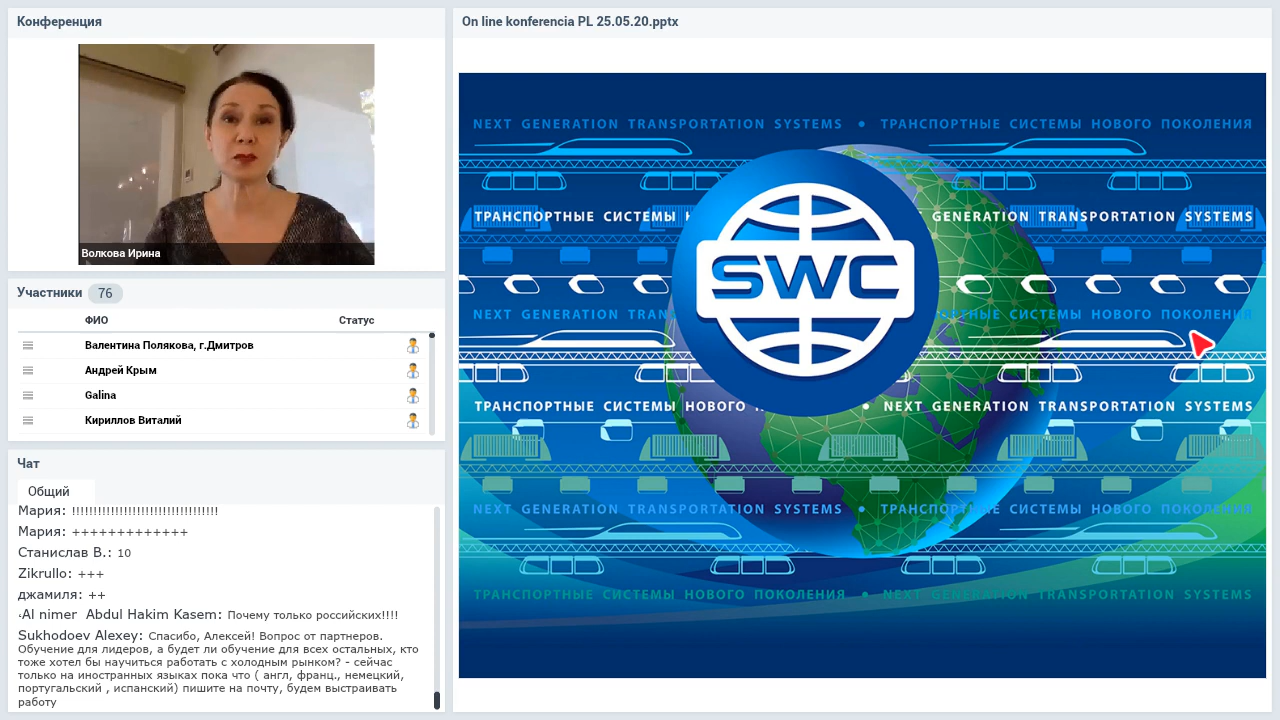 Конференция
Волкова Ирина
Участники 76
ФИО Статус
Валентина Полякова, г.Дмитров
Андрей Крым
Galina
Кириллов Виталий
Чат
Общий
Мария: !!!!!!!!!!!!!!!!!!!!!!!!!!!!!!!!!!
Мария: +++++++++++++
Станислав В.: 10
Zikrullo: +++
джамиля: ++
Al nimer Abdul Hakim Kasem: Почему только российских!!!!
Sukhodoev Alexey: Спасибо, Алексей! Вопрос от партнеров.
Обучение для лидеров, а будет ли обучение для всех остальных, кто
тоже хотел бы научиться работать с холодным рынком? - сейчас
только на иностранных языках пока что ( англ, франц., немецкий,
португальский , испанский) пишите на почту, будем выстраивать
работу
On line konferencia PL 25.05.20.pptx
NEXT GENERATION TRANSPORTATION SYSTEMS • ТРАНСПОРТНЫЕ СИСТЕМЫ НОВОГО ПОКОЛЕНИЯ
ТРАНСПОРТНЫЕ СИСТЕМЫ Н GENERATION TRANSPORTATION SYSTEMS
SWC
NEXT GENERATION TRAN ОРТНЫЕ СИСТЕМЫ НОВОГО ПОКОЛЕНИЯ
ТРАНСПОРТНЫЕ СИСТЕМЫ НОВОГО П • NEXT GENERATION TRANSPORTATION SYSTEMS
NEXT GENERATION TRANSPORTATION SYSTEMS • ТРАНСПОРТНЫЕ СИСТЕМЫ НОВОГО ПОКОЛЕНИЯ
ТРАНСПОРТНЫЕ СИСТЕМЫ НОВОГО ПОКОЛЕНИЯ • NEXT GENERATION TRANSPORTATION SYSTEMS